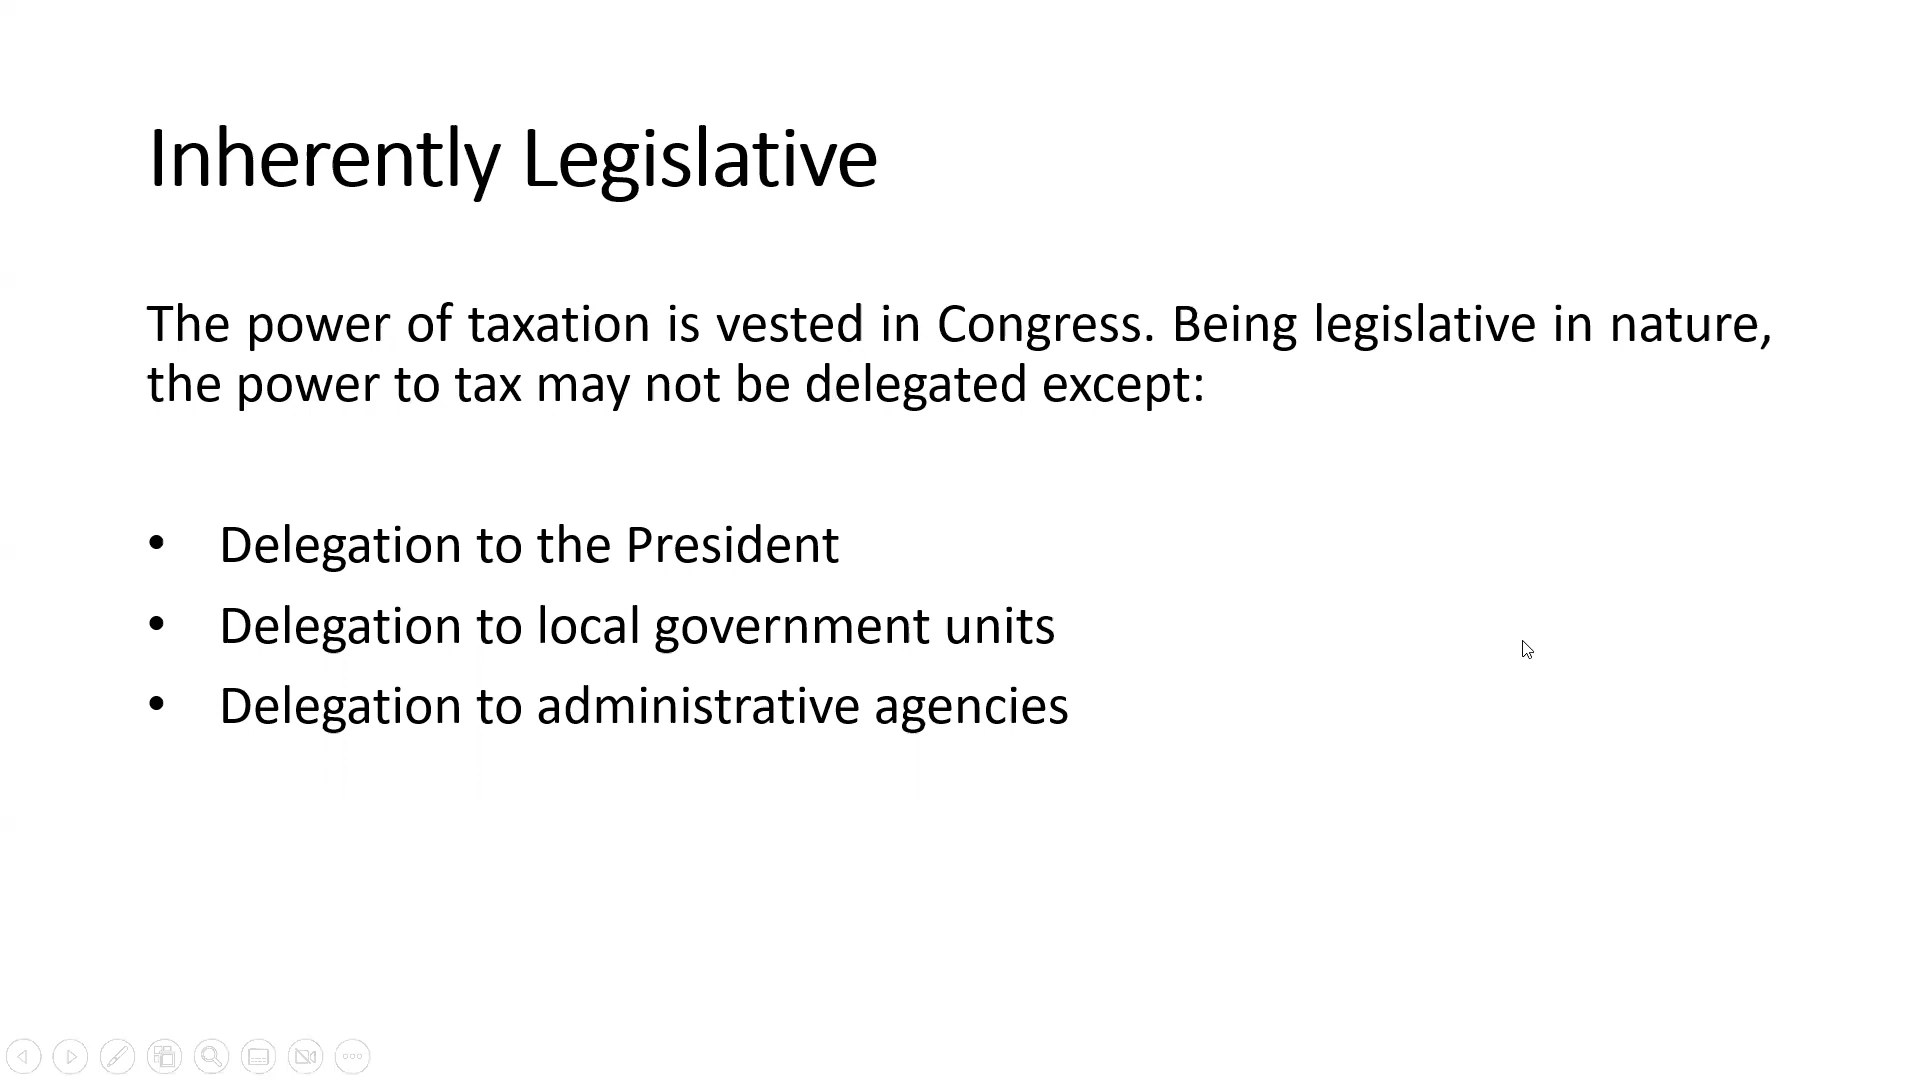 Inherently Legislative
The power of taxation is vested in Congress. Being legislative in nature,
the power to tax may not be delegated except:
• Delegation to the President
• Delegation to local government units
• Delegation to administrative agencies